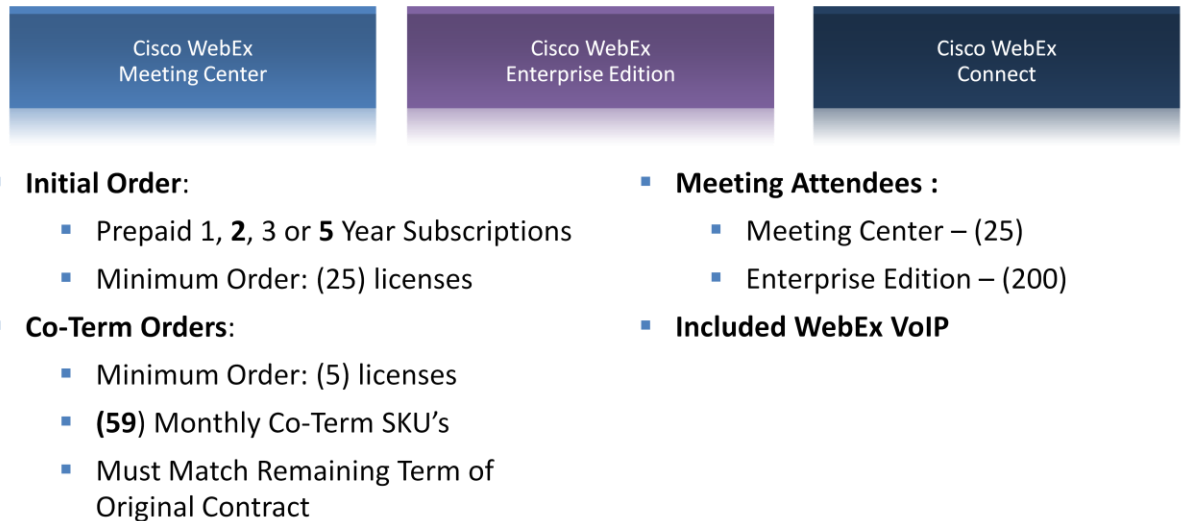 Cisco WebEx
Meeting Center
Cisco WebEx
Enterprise Edition
Cisco WebEx
Connect
Initial Order:
Prepaid 1, 2, 3 or 5 Year Subscriptions
Minimum Order: (25) licenses
Co-Term Orders:
Minimum Order: (5) licenses
(59) Monthly Co-Term SKU’s
Must Match Remaining Term of
Original Contract
Meeting Attendees :
Meeting Center – (25)
Enterprise Edition – (200)
Included WebEx VoIP